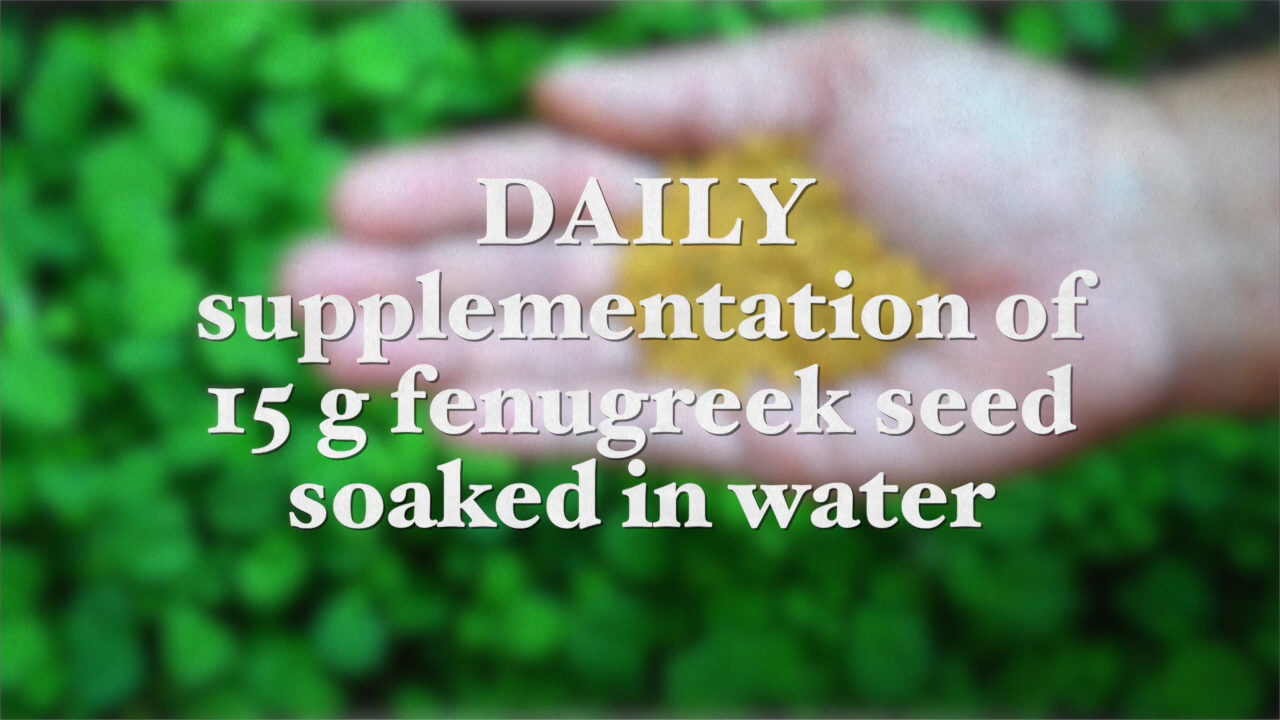 DAILY
supplementation of
15 g fenugreek seed
soaked in water